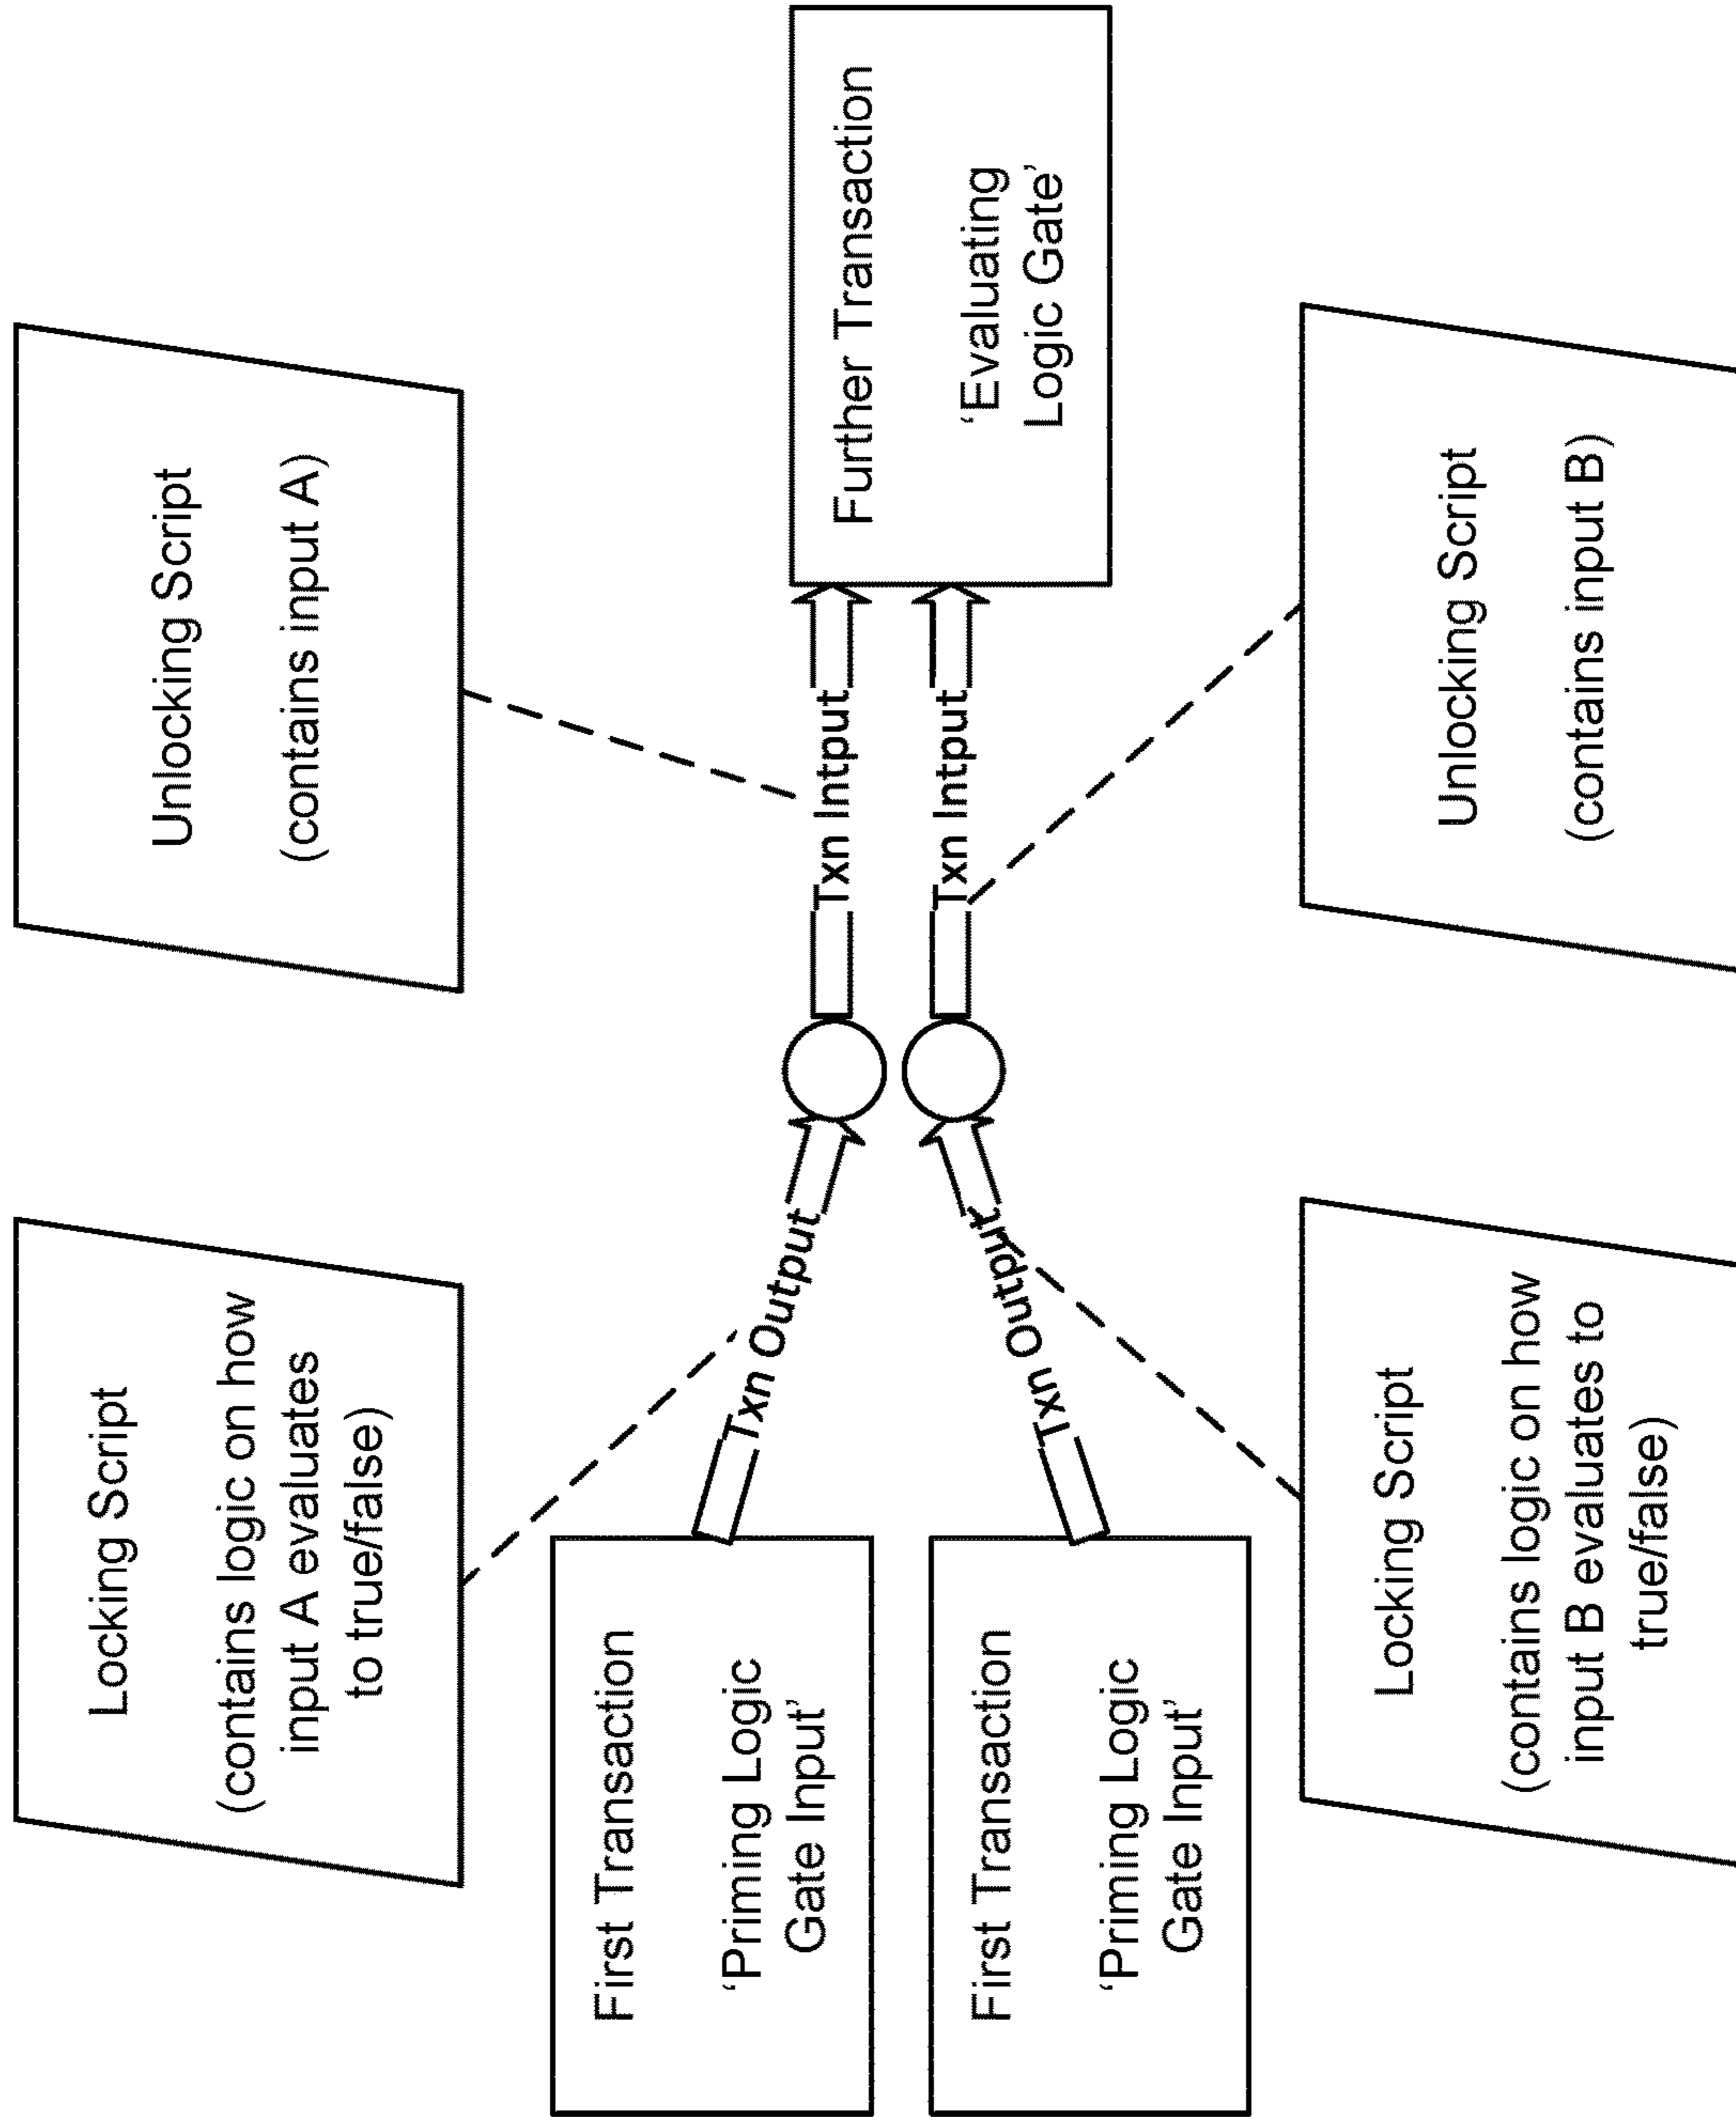 Locking Script
(contains logic on how
input A evaluates
to true/false)
Unlocking Script
(contains input A)
First Transaction
‘Priming Logic
Gate Input’
Txn Output
Txn Intput
Further Transaction
‘Evaluating
Logic Gate’
First Transaction
‘Priming Logic
Gate Input’
Txn Output
Txn Intput
Locking Script
(contains logic on how
input B evaluates to
true/false)
Unlocking Script
(contains input B)